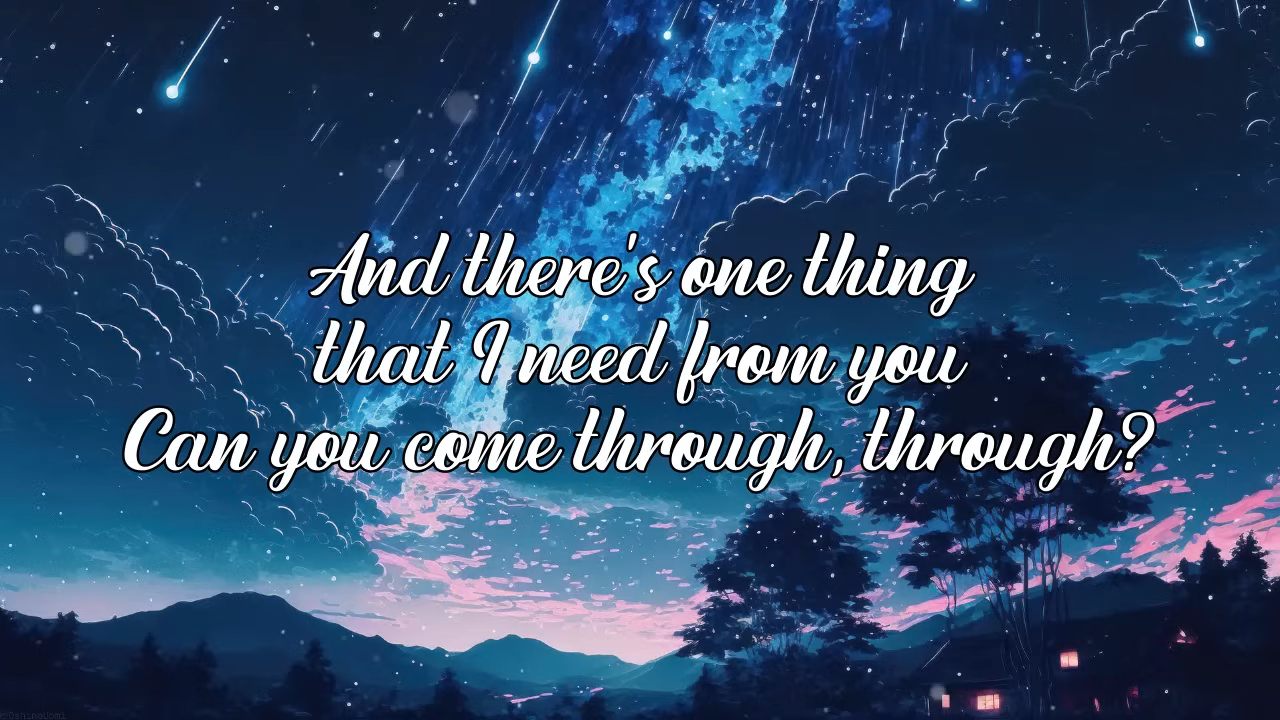 And there's one thing
that I need from you
Can you come through, through?